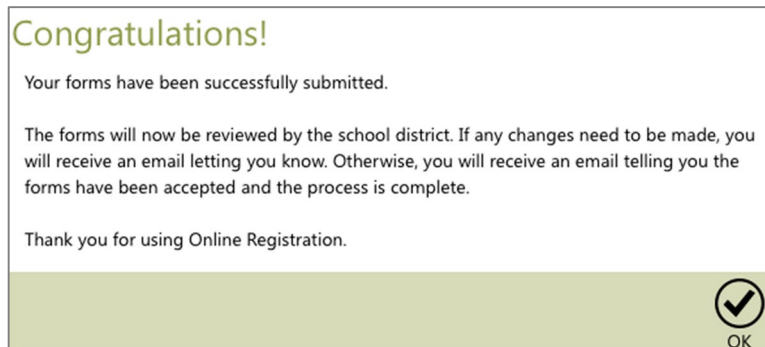 Congratulations!
Your forms have been successfully submitted.
The forms will now be reviewed by the school district. If any changes need to be made, you
will receive an email letting you know. Otherwise, you will receive an email telling you the
forms have been accepted and the process is complete.
Thank you for using Online Registration.
OK